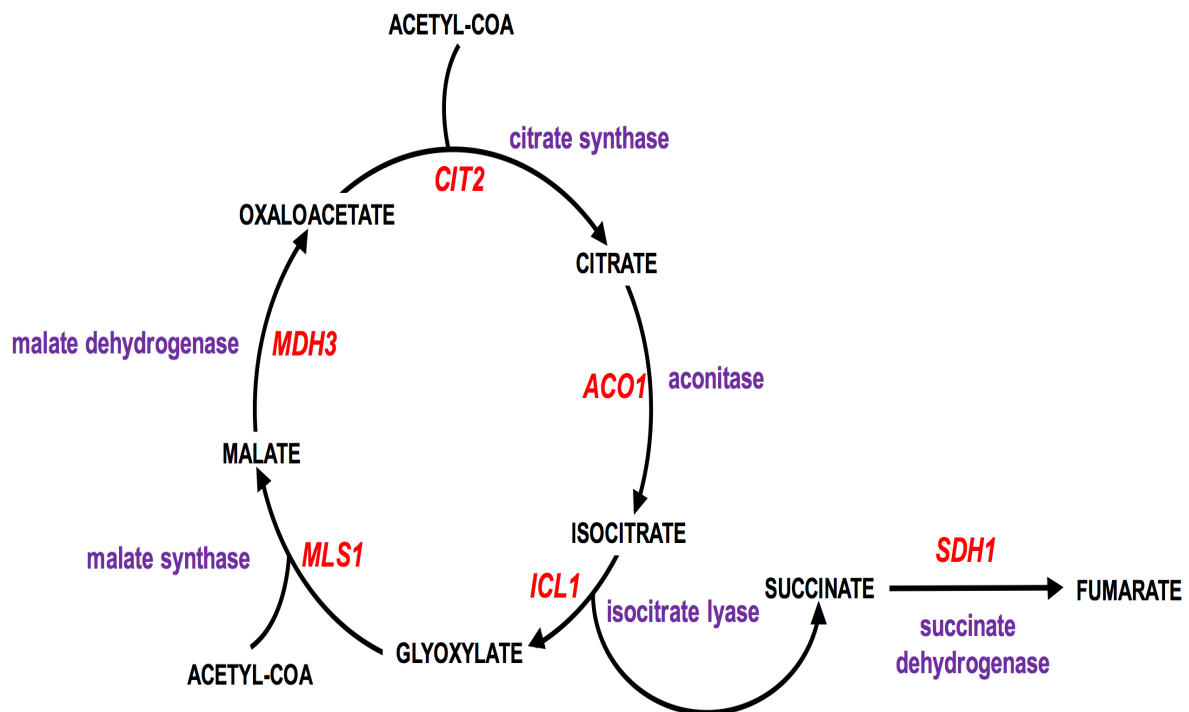 ACETYL-COA
citrate synthase
CIT2
OXALOACETATE
CITRATE
malate dehydrogenase
MDH3
ACO1
aconitase
MALATE
ISOCITRATE
malate synthase
MLS1
ICL1
isocitrate lyase
SUCCINATE
SDH1
FUMARATE
succinate
dehydrogenase
GLYOXYLATE
ACETYL-COA